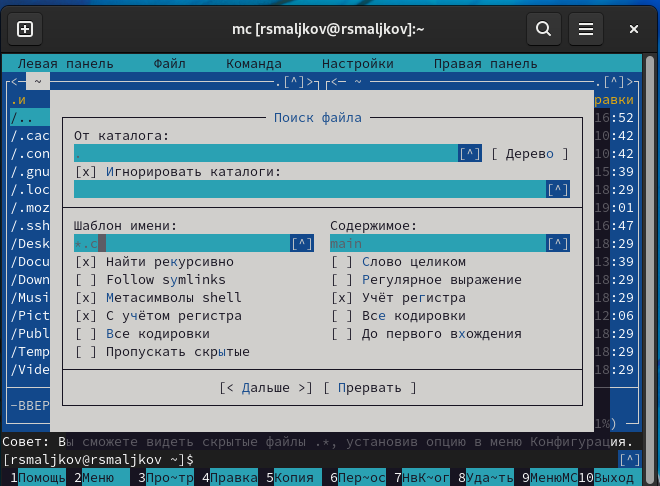 mc [rsmaljkov@rsmaljkov]:~
Левая панель Файл Команда Настройки Правая панель
<─ ~ .[^]> <─ ~ .[^]>
.и равки
/.. 16:52
/.cac 10:42
/.con 10:42
/.gnu 15:39
/.loc 18:29
/.moz 19:01
/.ssh 16:47
/Desk 18:29
/Docu 13:39
/Down 18:29
/Musi 18:29
/Pict 12:06
/Publ 18:29
/Temp 18:29
/Vide 18:29
-ВВЕР
1%)
Поиск файла
От каталога:
. [^] [ Дерево ]
[x] Игнорировать каталоги:
[^]
Шаблон имени: Содержимое:
*.c [^] main [^]
[x] Найти рекурсивно [ ] Слово целиком
[ ] Follow symlinks [ ] Регулярное выражение
[x] Метасимволы shell [x] Учёт регистра
[x] С учётом регистра [ ] Все кодировки
[ ] Все кодировки [ ] До первого вхождения
[ ] Пропускать скрытые
[< Дальше >] [ Прервать ]
Совет: Вы сможете видеть скрытые файлы .*, установив опцию в меню Конфигурация.
[rsmaljkov@rsmaljkov ~]$ [^]
1Помощь 2Меню 3Про~тр 4Правка 5Копия 6Пер~ос 7НвК~ог 8Уда~ть 9МенюMC10Выход